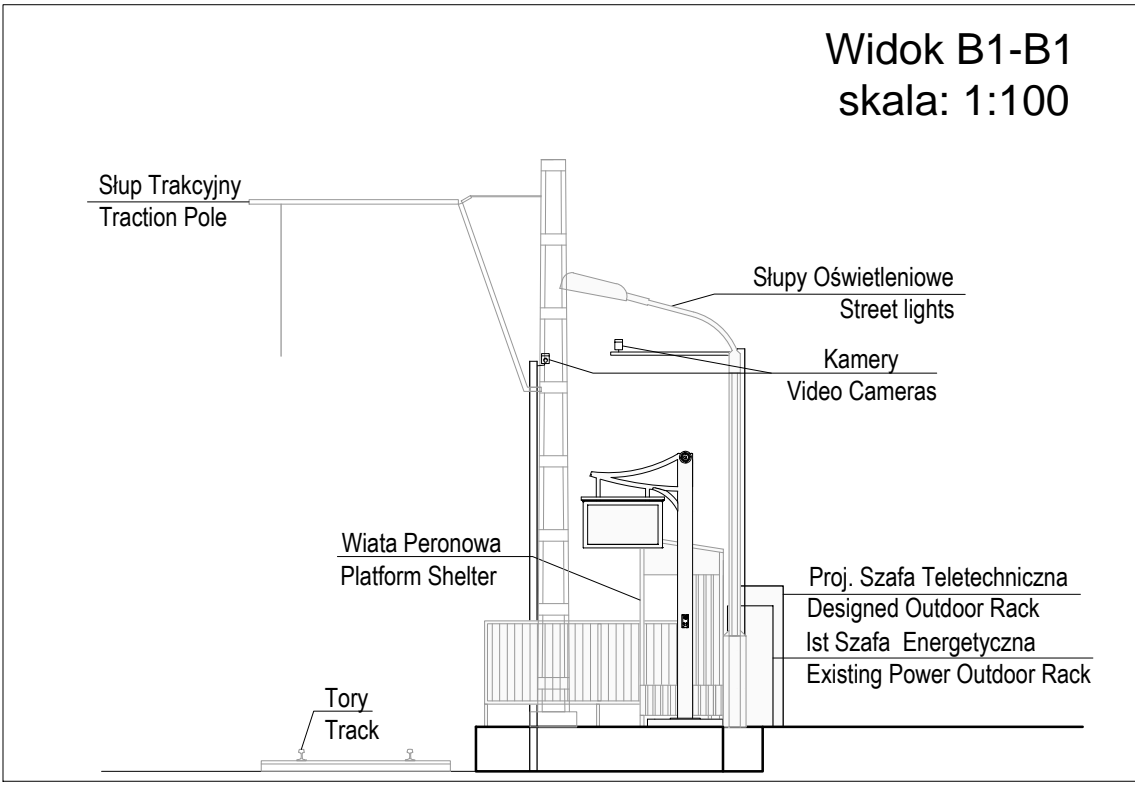 Widok B1-B1
skala: 1:100
Słup Trakcyjny
Traction Pole
Słupy Oświetleniowe
Street lights
Kamery
Video Cameras
Wiata Peronowa
Platform Shelter
Proj. Szafa Teletechniczna
Designed Outdoor Rack
Ist Szafa Energetyczna
Existing Power Outdoor Rack
Tory
Track